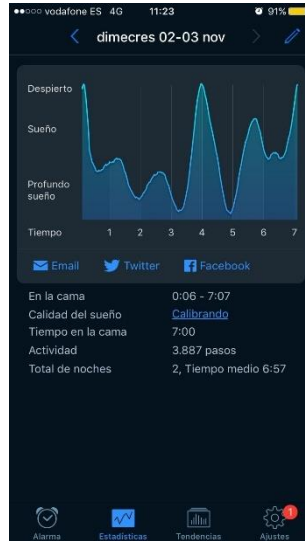 vodafone ES 4G 11:23 91%
dimecres 02-03 nov
Despierto
Sueño
Profundo
sueño
Tiempo 1 2 3 4 5 6 7
Email Twitter Facebook
En la cama 0:06 - 7:07
Calidad del sueño Calibrando
Tiempo en la cama 7:00
Actividad 3.887 pasos
Total de noches 2, Tiempo medio 6:57
1
Alarma Estadísticas Tendencias Ajustes